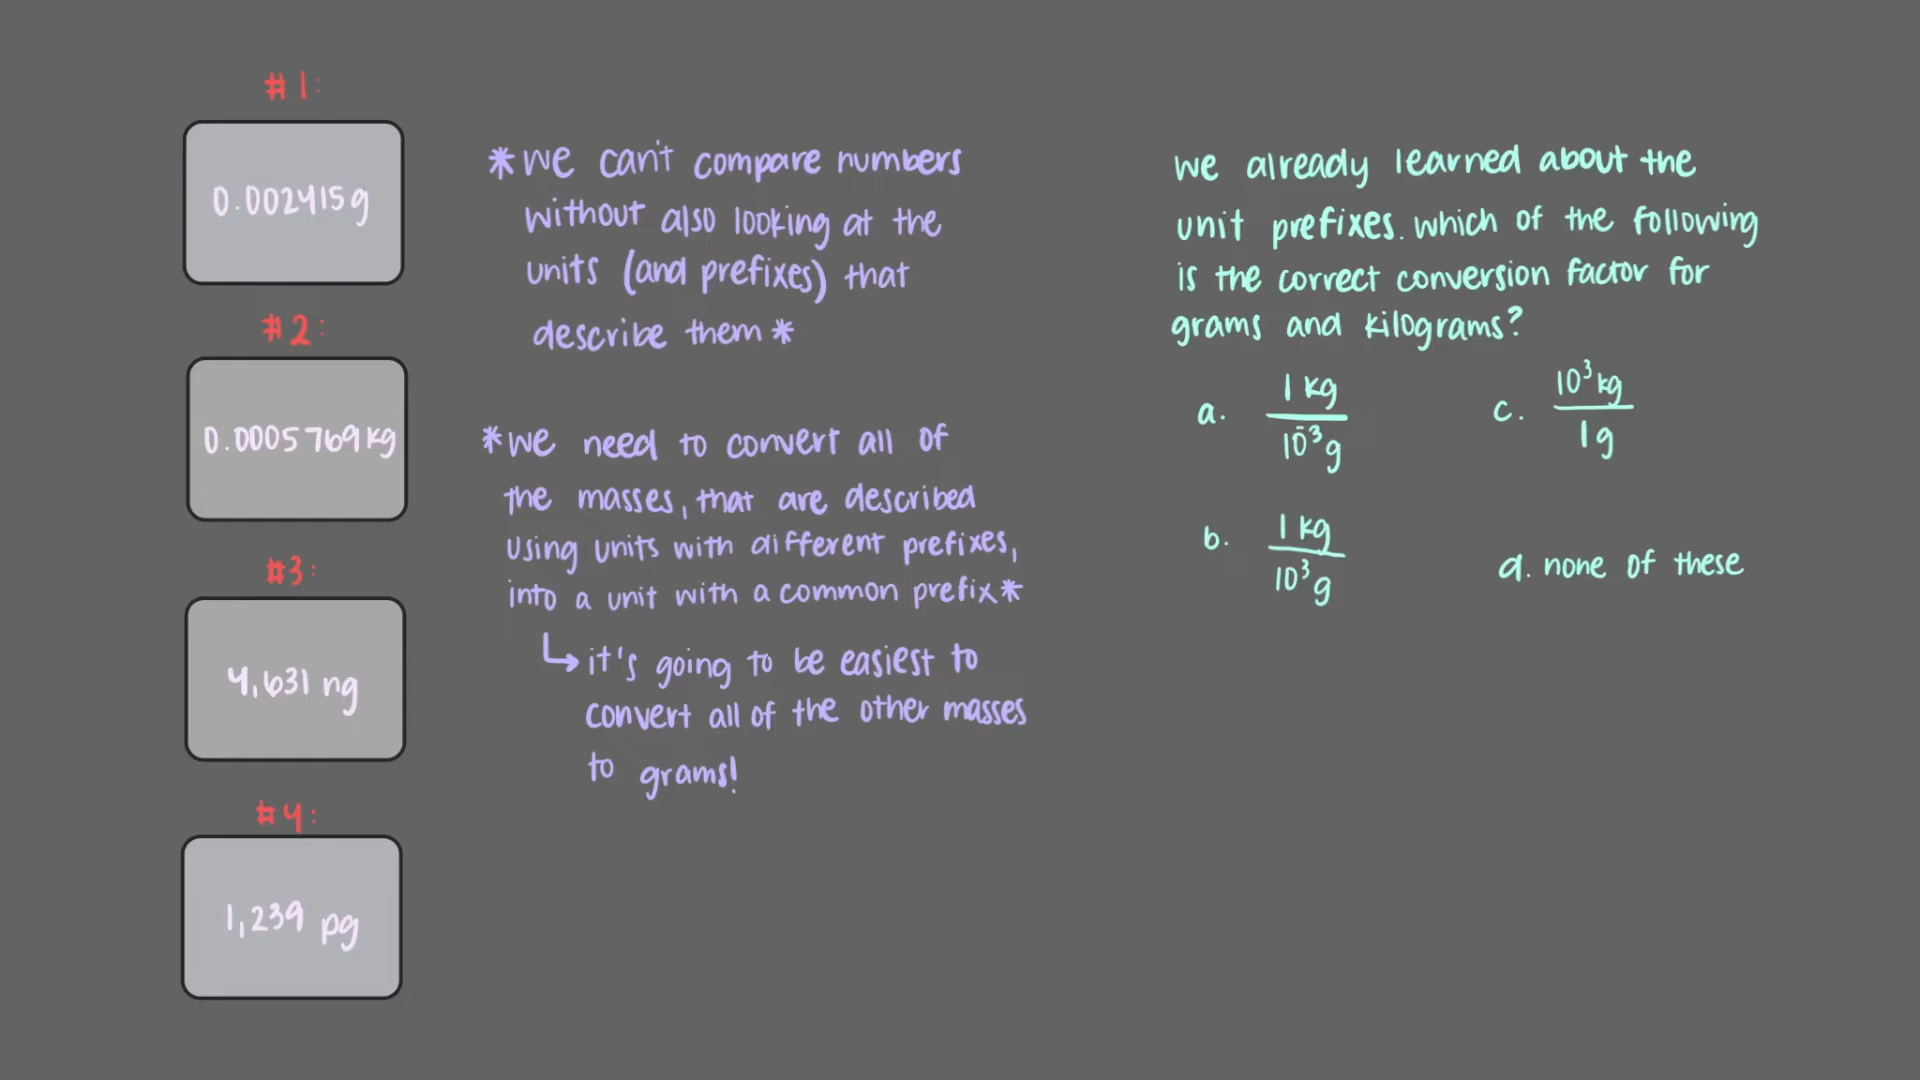 #1:
0.002415g
#2:
0.0005769kg
#3:
4,631 ng
#4:
1,239 pg
*we can't compare numbers
without also looking at the
units (and prefixes) that
describe them*
*we need to convert all of
the masses, that are described
using units with different prefixes,
into a unit with a common prefix*
↳it's going to be easiest to
convert all of the other masses
to grams!
we already learned about the
unit prefixes. which of the following
is the correct conversion factor for
grams and kilograms?
a. 1 kg / 10⁻³ g
b. 1 kg / 10³ g
c. 10³ kg / 1 g
d. none of these